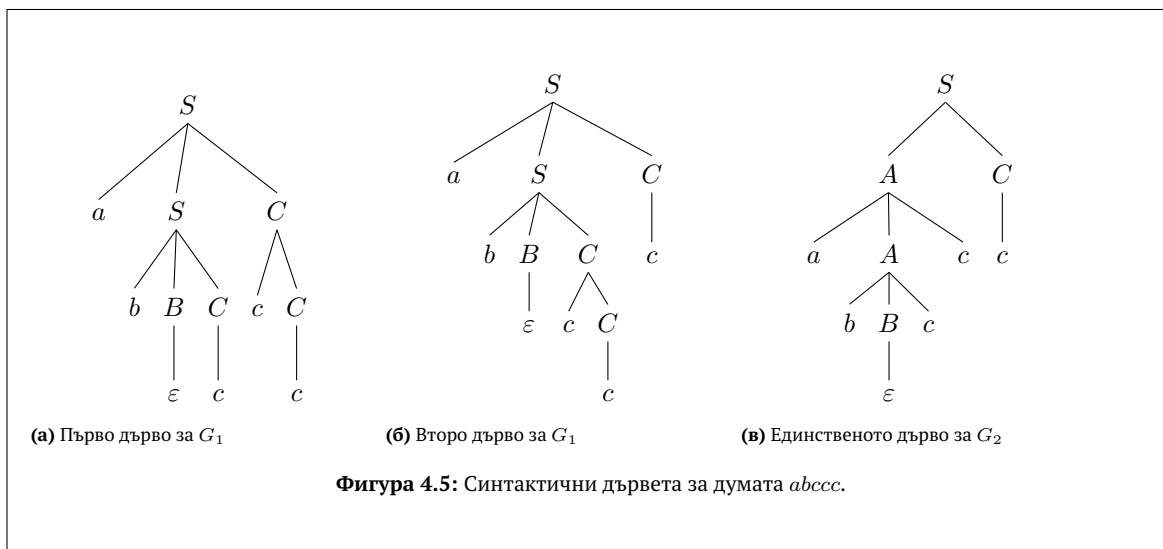 S S S
a S C a S C A C
b B C c C b B C c a A c c
ε c c ε c C b B c
c ε
(а) Първо дърво за G₁ (б) Второ дърво за G₁ (в) Единственото дърво за G₂
Фигура 4.5: Синтактични дървета за думата abccc.